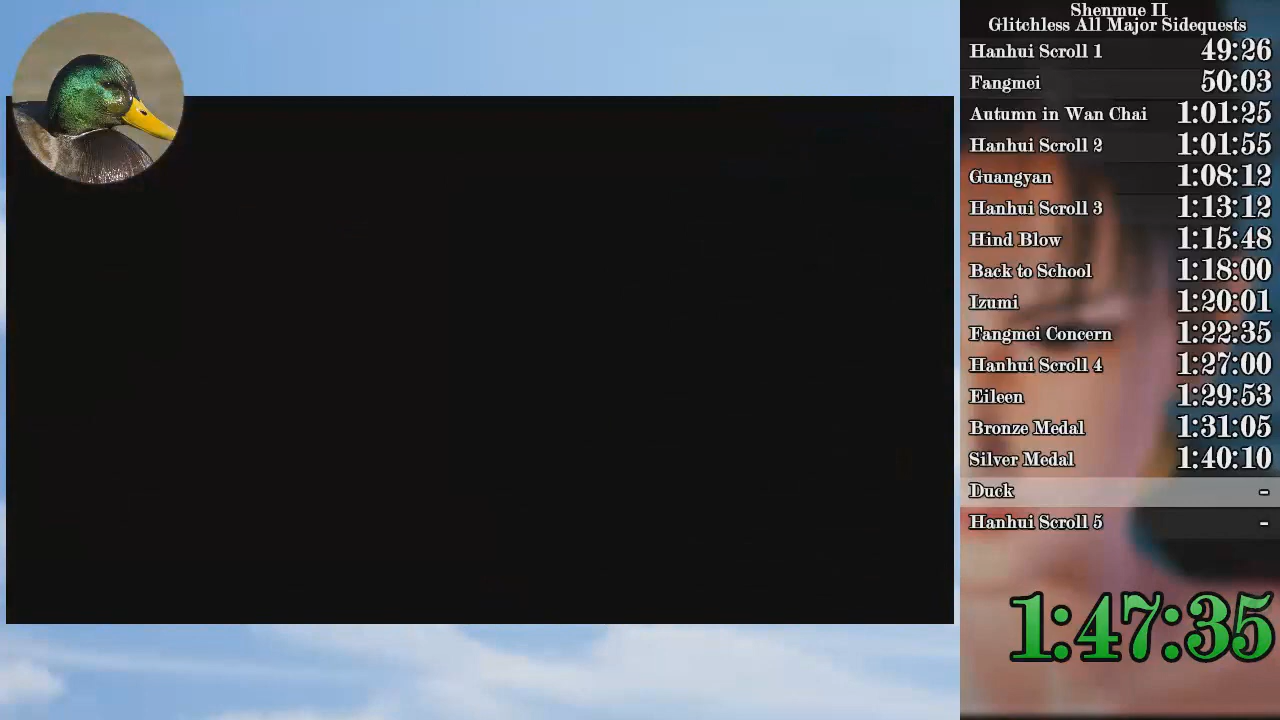 Shenmue II
Glitchless All Major Sidequests
Hanhui Scroll 1 49:26
Fangmei 50:03
Autumn in Wan Chai 1:01:25
Hanhui Scroll 2 1:01:55
Guangyan 1:08:12
Hanhui Scroll 3 1:13:12
Hind Blow 1:15:48
Back to School 1:18:00
Izumi 1:20:01
Fangmei Concern 1:22:35
Hanhui Scroll 4 1:27:00
Eileen 1:29:53
Bronze Medal 1:31:05
Silver Medal 1:40:10
Duck -
Hanhui Scroll 5 -
1:47:35